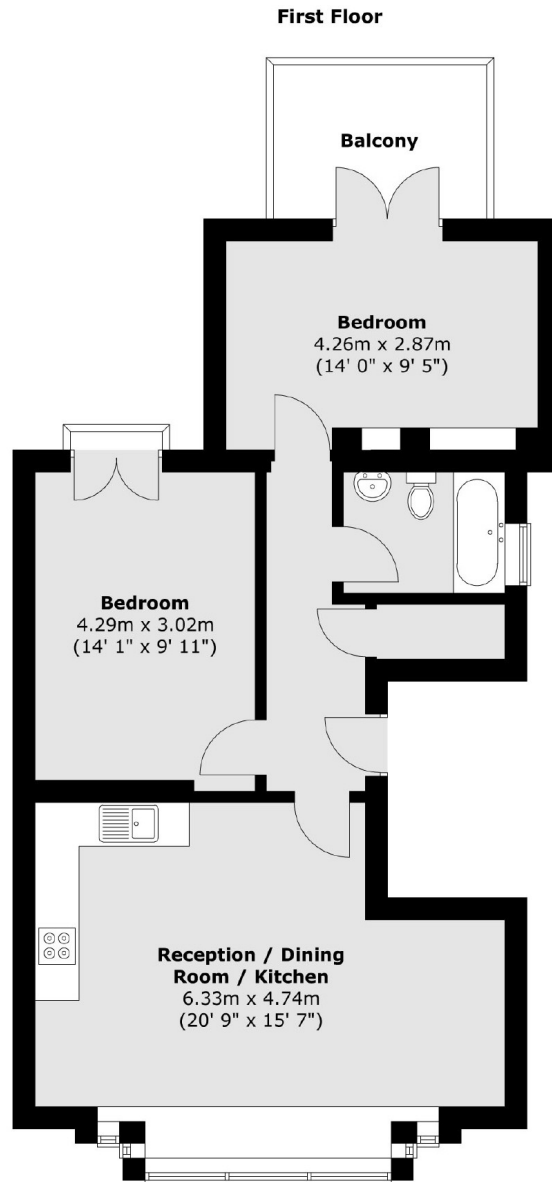 First Floor
Balcony
Bedroom
4.26m x 2.87m
(14' 0" x 9' 5")
Bedroom
4.29m x 3.02m
(14' 1" x 9' 11")
Reception / Dining
Room / Kitchen
6.33m x 4.74m
(20' 9" x 15' 7")